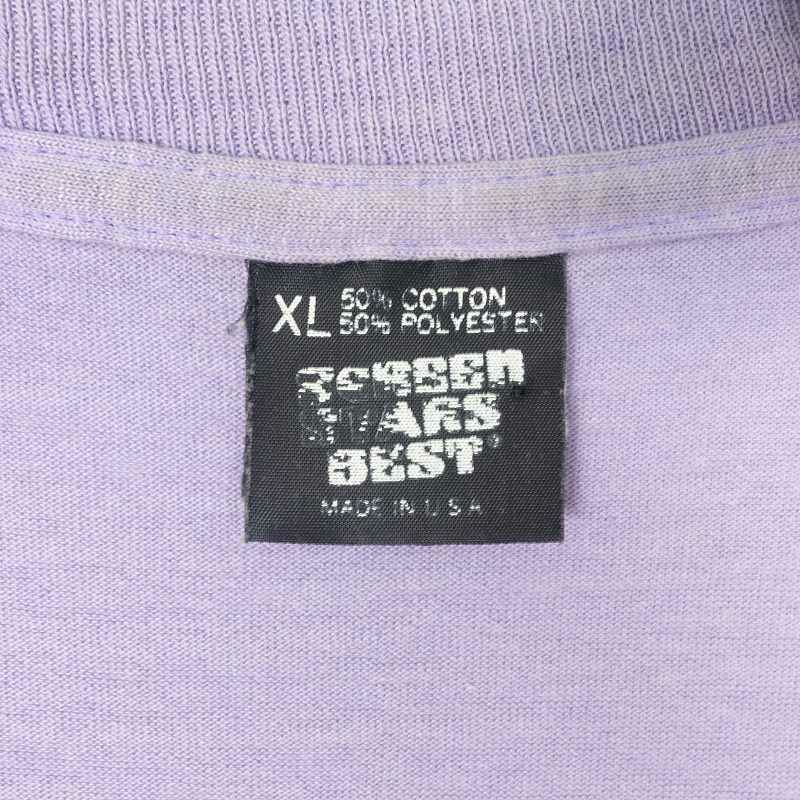 XL 50% COTTON
50% POLYESTER
SCREEN
STARS
BEST
MADE IN U.S.A